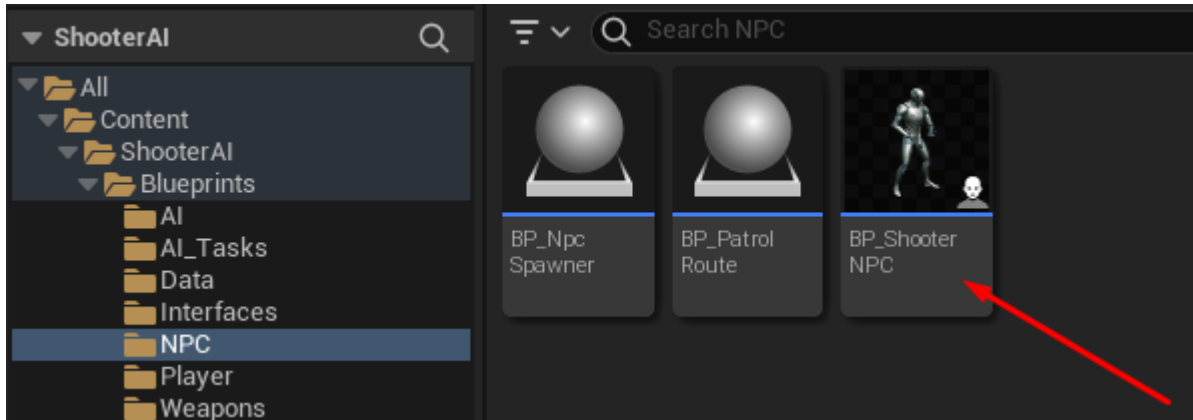 ShooterAI
All
Content
ShooterAI
Blueprints
AI
AI_Tasks
Data
Interfaces
NPC
Player
Weapons
Search NPC
BP_Npc
Spawner
BP_Patrol
Route
BP_Shooter
NPC